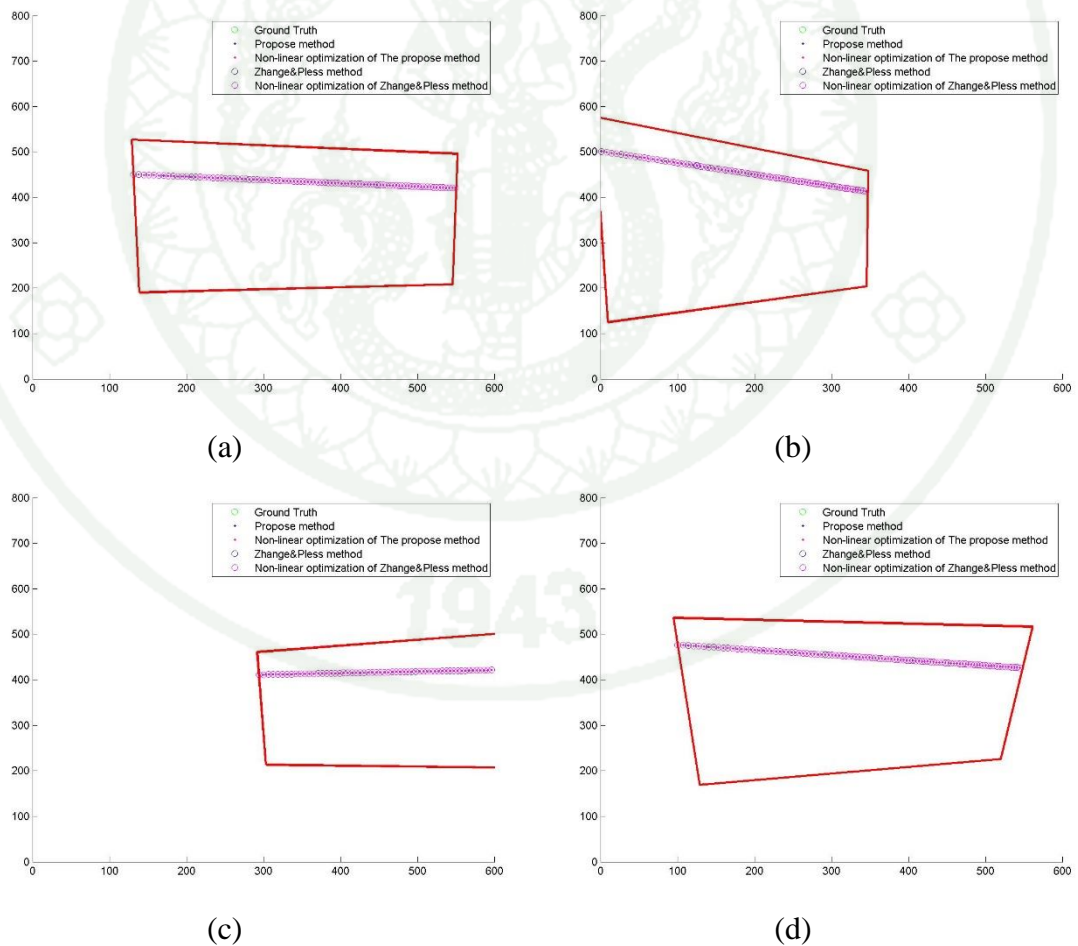 800
700
600
500
400
300
200
100
0
0 100 200 300 400 500 600
Ground Truth
Propose method
Non-linear optimization of The propose method
Zhange&Pless method
Non-linear optimization of Zhange&Pless method
(a)
800
700
600
500
400
300
200
100
0
0 100 200 300 400 500 600
Ground Truth
Propose method
Non-linear optimization of The propose method
Zhange&Pless method
Non-linear optimization of Zhange&Pless method
(b)
800
700
600
500
400
300
200
100
0
0 100 200 300 400 500 600
Ground Truth
Propose method
Non-linear optimization of The propose method
Zhange&Pless method
Non-linear optimization of Zhange&Pless method
1943
(c)
800
700
600
500
400
300
200
100
0
0 100 200 300 400 500 600
Ground Truth
Propose method
Non-linear optimization of The propose method
Zhange&Pless method
Non-linear optimization of Zhange&Pless method
(d)